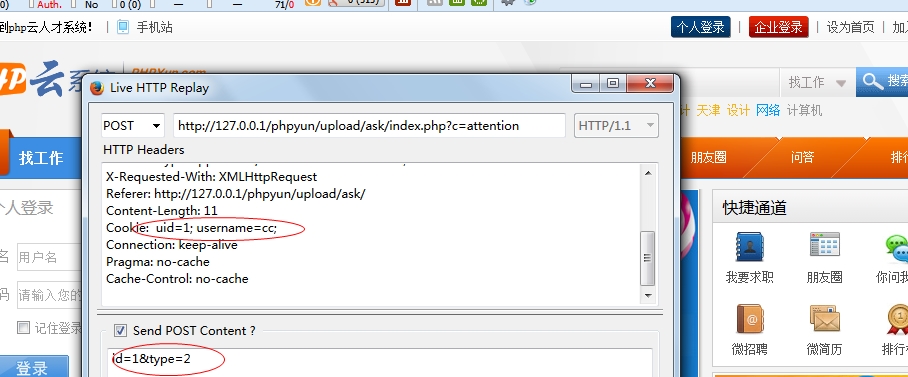 Auth.
No
0 (0)
71/0
到php云人才系统!
手机站
个人登录
企业登录
设为首页
加入
HP云系统
PHPYun.com
找工作
搜索
天津
设计
网络
计算机
Live HTTP Replay
POST
http://127.0.0.1/phpyun/upload/ask/index.php?c=attention
HTTP/1.1
HTTP Headers
X-Requested-With: XMLHttpRequest
Referer: http://127.0.0.1/phpyun/upload/ask/
Content-Length: 11
Cookie: uid=1; username=cc;
Connection: keep-alive
Pragma: no-cache
Cache-Control: no-cache
Send POST Content ?
id=1&type=2
找工作
朋友圈
问答
排行
个人登录
名
用户名
码
请输入您的
记住登录
登录
快捷通道
我要求职
朋友圈
你问我
微招聘
微简历
排行